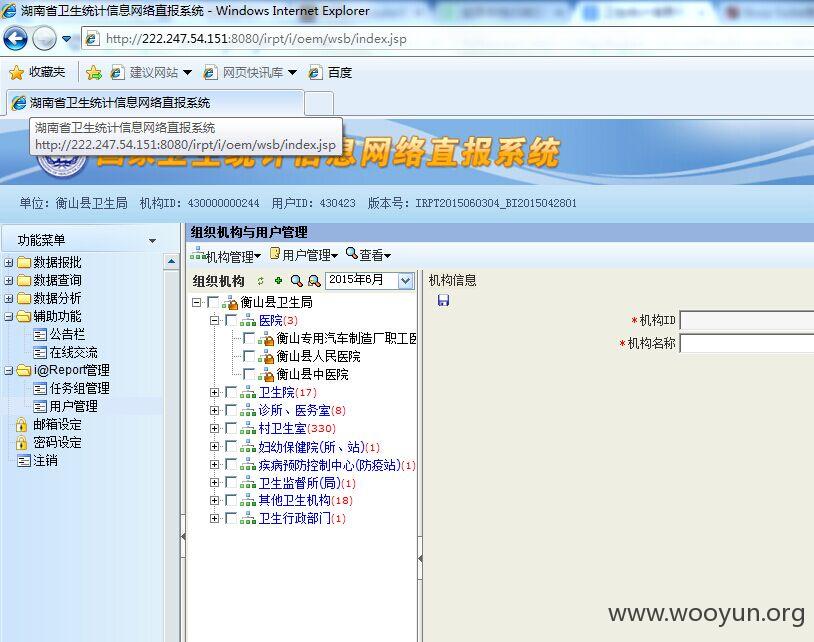 湖南省卫生统计信息网络直报系统 - Windows Internet Explorer
http://222.247.54.151:8080/irpt/i/oem/wsb/index.jsp
收藏夹 建议网站 网页快讯库 百度
湖南省卫生统计信息网络直报系统
湖南省卫生统计信息网络直报系统
http://222.247.54.151:8080/irpt/i/oem/wsb/index.jsp
国家卫生统计信息网络直报系统
单位: 衡山县卫生局 机构ID: 430000000244 用户ID: 430423 版本号: IRPT2015060304_BI2015042801
功能菜单
数据报批
数据查询
数据分析
辅助功能
公告栏
在线交流
i@Report管理
任务组管理
用户管理
邮箱设定
密码设定
注销
组织机构与用户管理
机构管理 用户管理 查看
组织机构 2015年6月
衡山县卫生局
医院(3)
衡山专用汽车制造厂职工医
衡山县人民医院
衡山县中医院
卫生院(17)
诊所、医务室(8)
村卫生室(330)
妇幼保健院(所、站)(1)
疾病预防控制中心(防疫站)(1)
卫生监督所(局)(1)
其他卫生机构(18)
卫生行政部门(1)
机构信息
*机构ID
*机构名称
www.wooyun.org